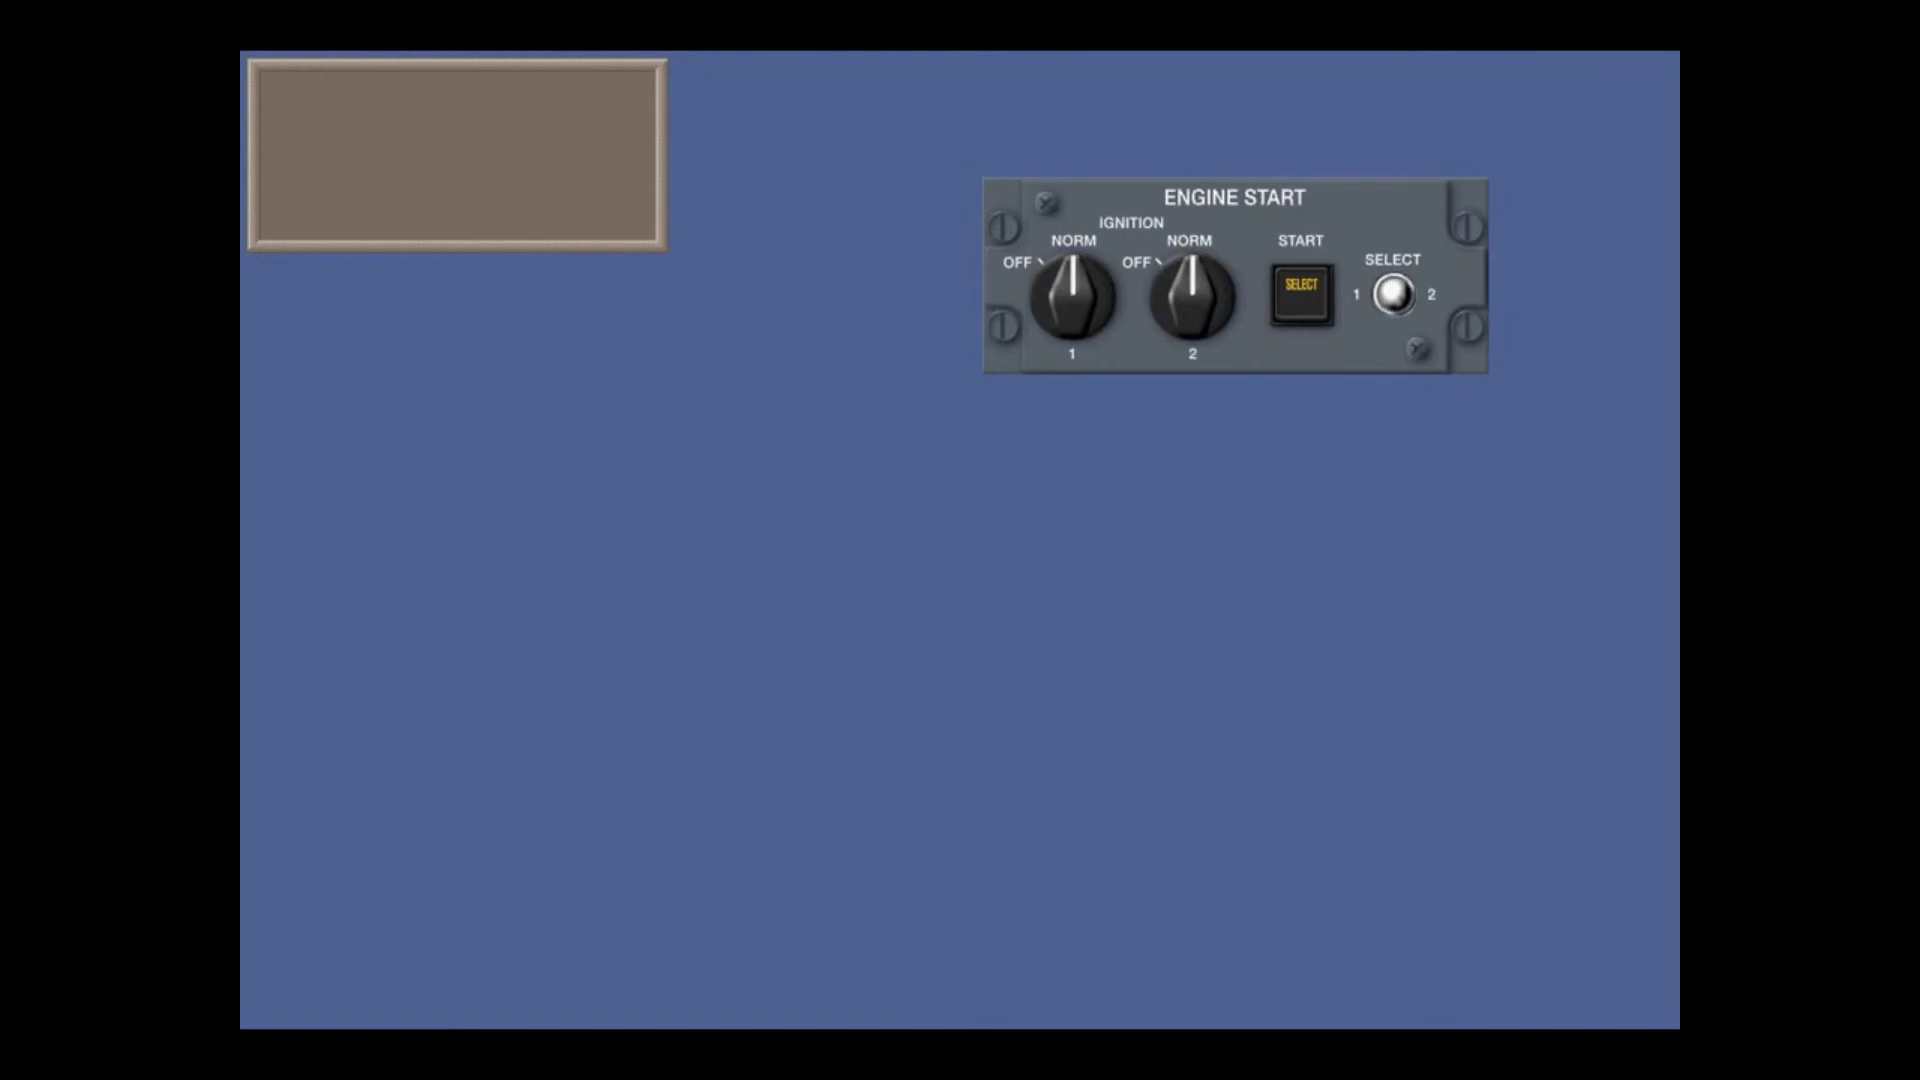 ENGINE START
IGNITION
NORM NORM START
OFF OFF SELECT
SELECT
1 2
1 2